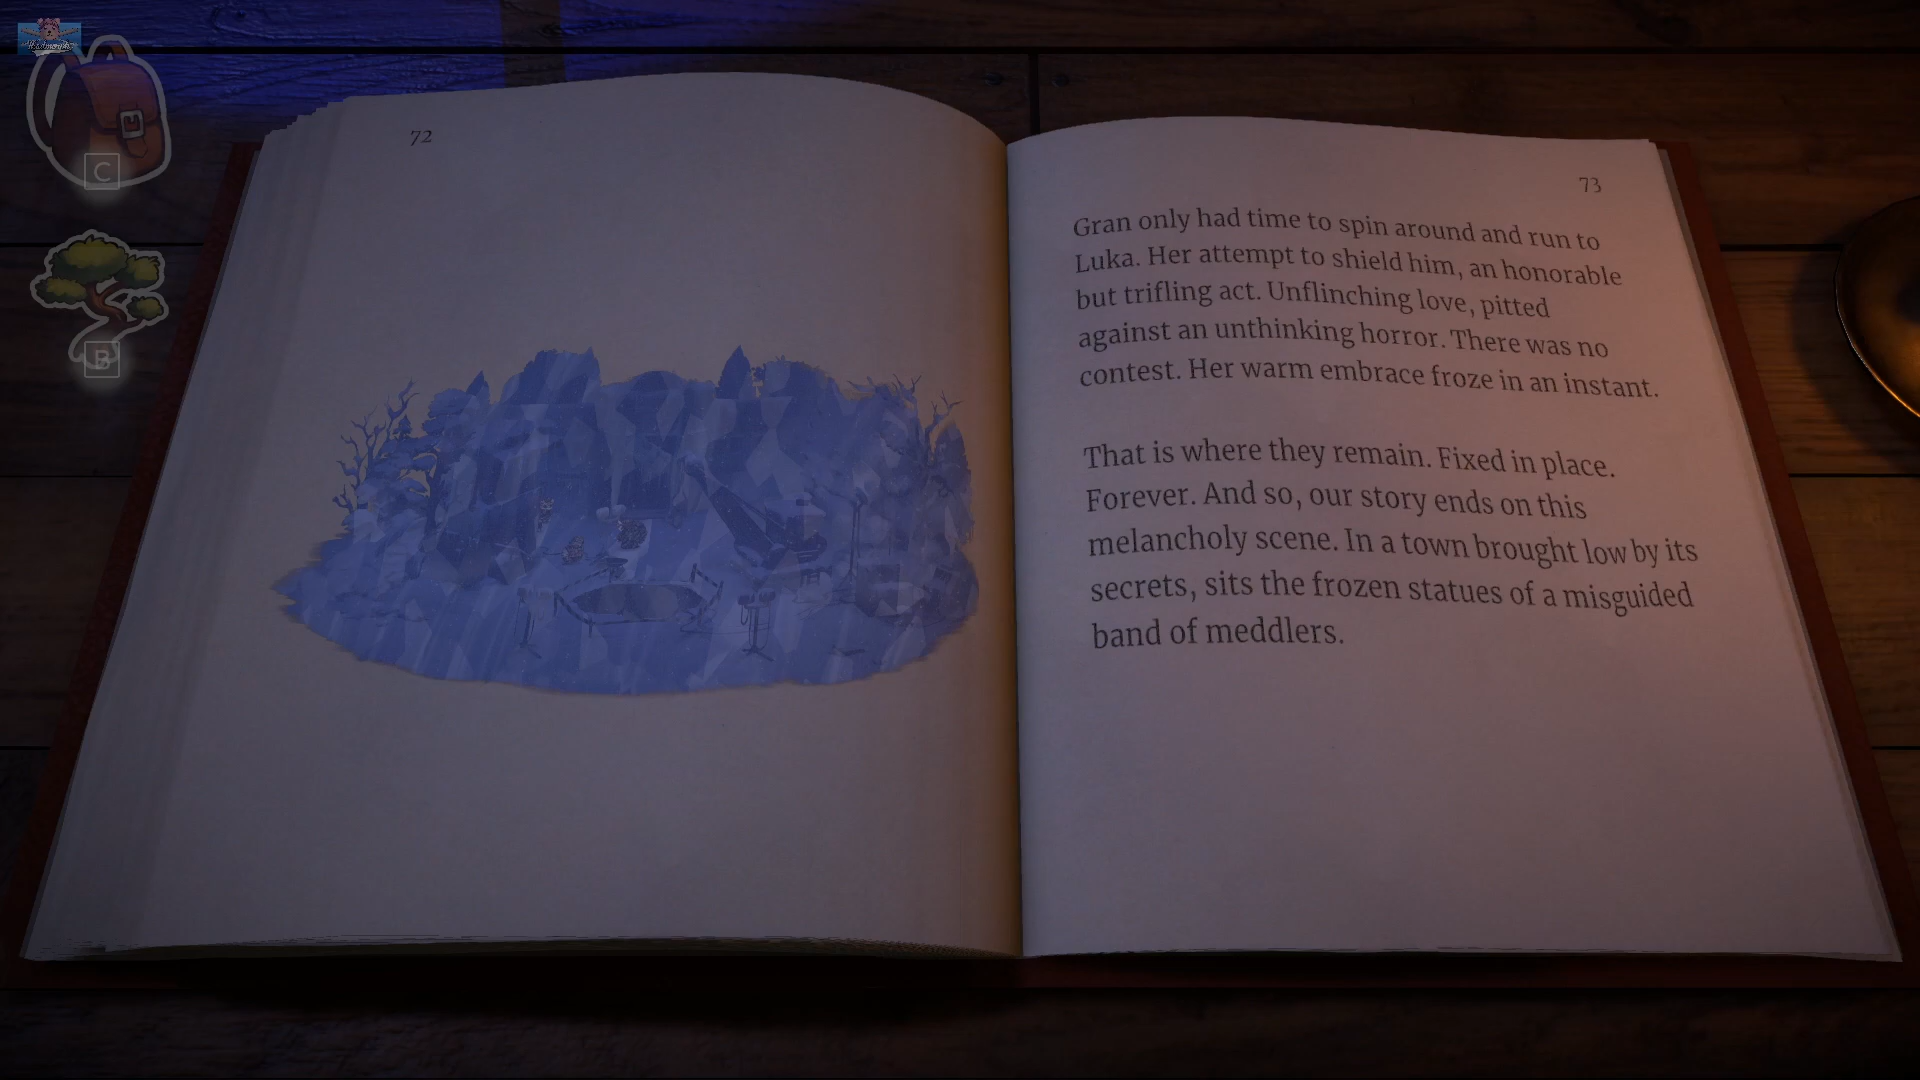 C
B
72
73
Gran only had time to spin around and run to
Luka. Her attempt to shield him, an honorable
but trifling act. Unflinching love, pitted
against an unthinking horror. There was no
contest. Her warm embrace froze in an instant.
That is where they remain. Fixed in place.
Forever. And so, our story ends on this
melancholy scene. In a town brought low by its
secrets, sits the frozen statues of a misguided
band of meddlers.